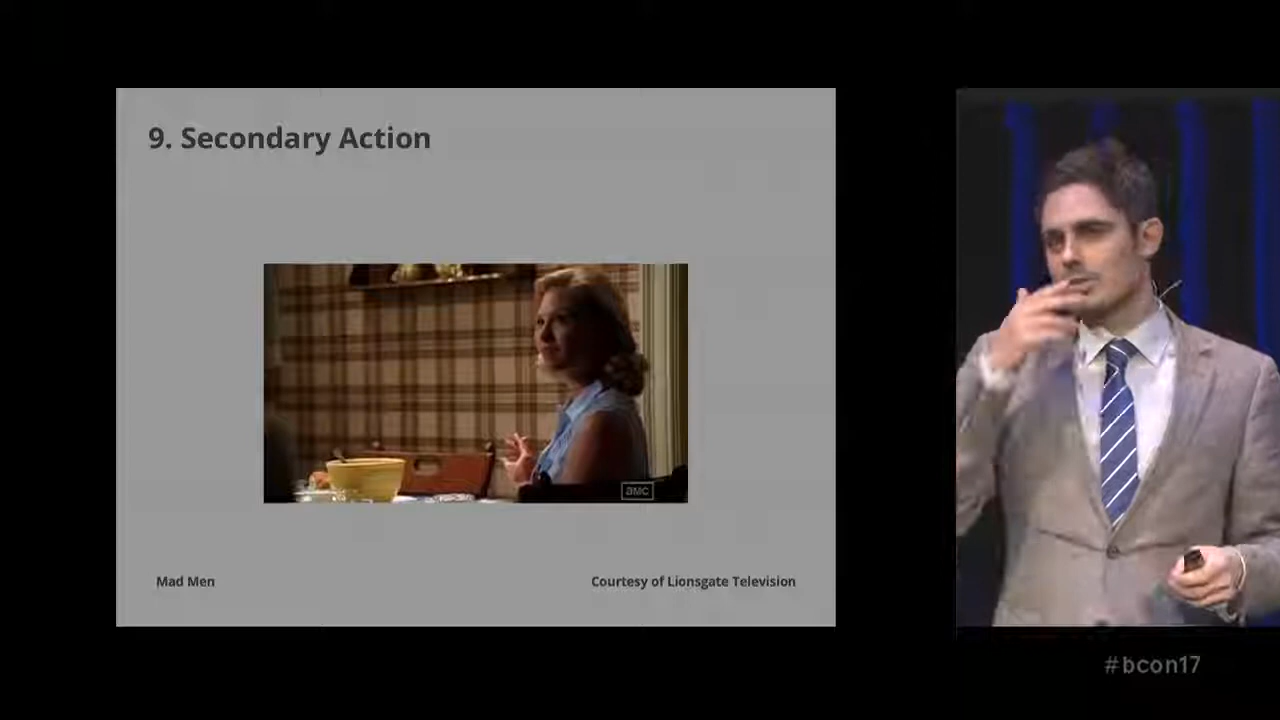 9. Secondary Action
amc
Mad Men
Courtesy of Lionsgate Television
#bcon17